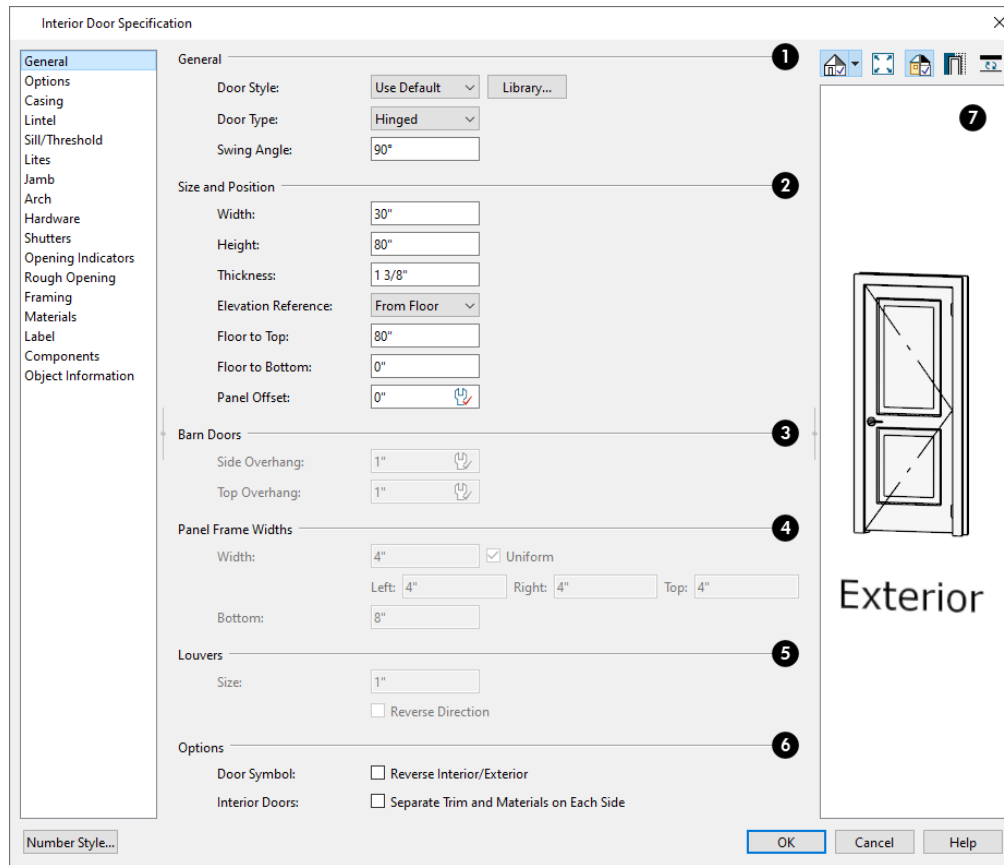 Interior Door Specification
General
Options
Casing
Lintel
Sill/Threshold
Lites
Jamb
Arch
Hardware
Shutters
Opening Indicators
Rough Opening
Framing
Materials
Label
Components
Object Information
Number Style...
General 1
Door Style: Use Default Library...
Door Type: Hinged
Swing Angle: 90°
Size and Position 2
Width: 30"
Height: 80"
Thickness: 1 3/8"
Elevation Reference: From Floor
Floor to Top: 80"
Floor to Bottom: 0"
Panel Offset: 0"
Barn Doors 3
Side Overhang: 1"
Top Overhang: 1"
Panel Frame Widths 4
Width: 4" Uniform
Left: 4" Right: 4" Top: 4"
Bottom: 8"
Louvers 5
Size: 1"
Reverse Direction
Options 6
Door Symbol: Reverse Interior/Exterior
Interior Doors: Separate Trim and Materials on Each Side
7
Exterior
OK Cancel Help